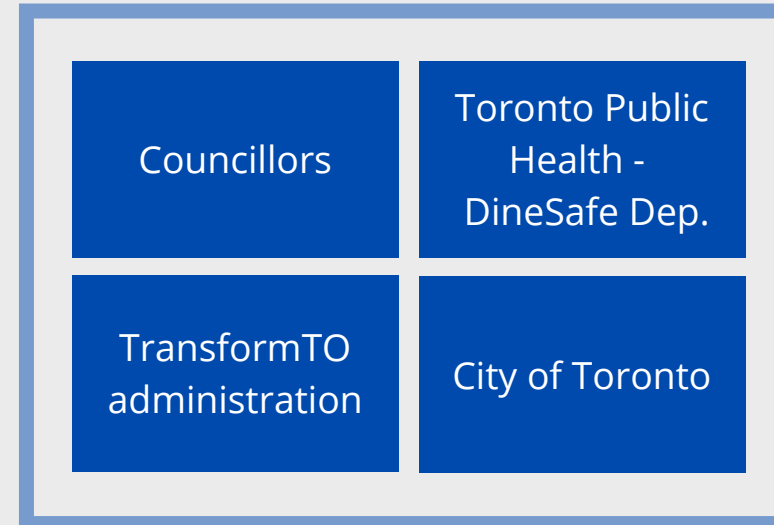 Councillors
Toronto Public
Health -
DineSafe Dep.
TransformTO
administration
City of Toronto